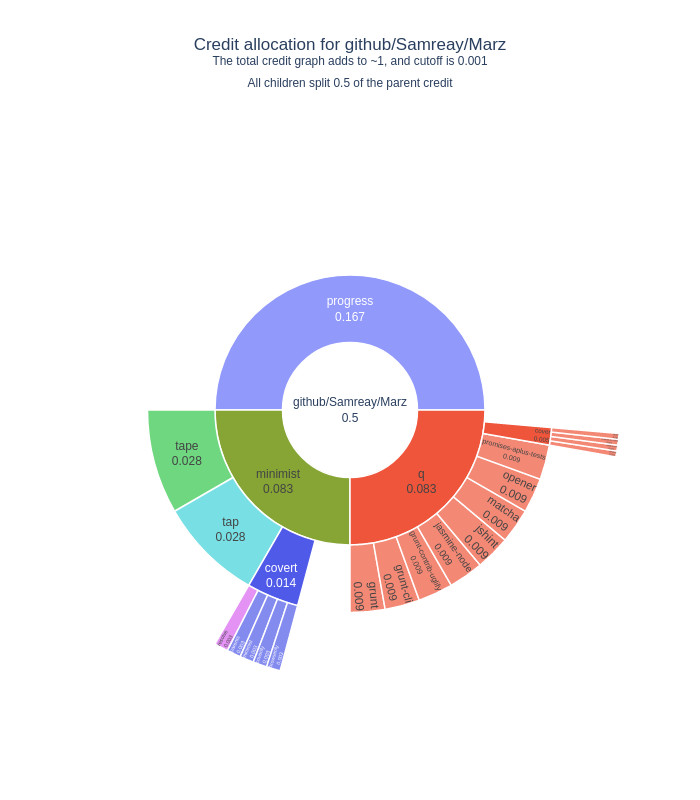 Credit allocation for github/Samreay/Marz
The total credit graph adds to ~1, and cutoff is 0.001
All children split 0.5 of the parent credit
progress
0.167
github/Samreay/Marz
0.5
minimist
0.083
q
0.083
tape
0.028
tap
0.028
covert
0.014
promises-aplus-tests
0.009
opener
0.009
matcha
0.009
jshint
0.009
jasmine-node
0.009
grunt-contrib-uglify
0.009
grunt-cli
0.009
grunt
0.009